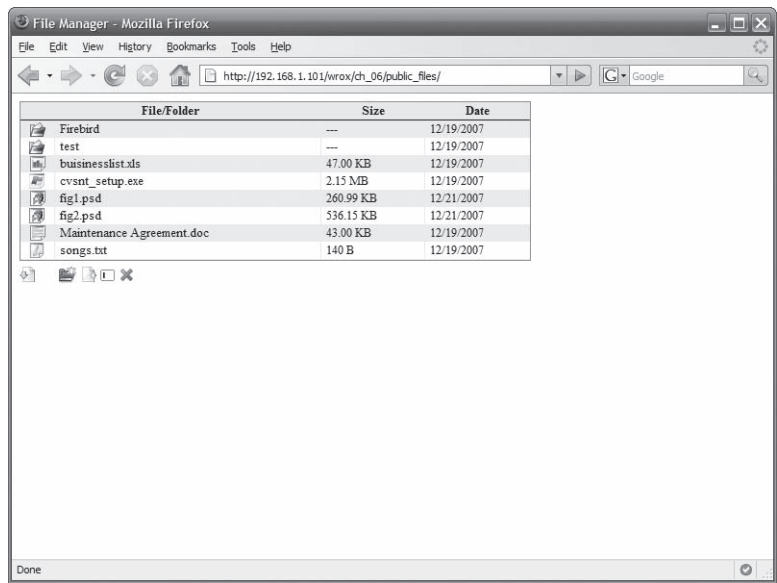 File Manager - Mozilla Firefox
File Edit View History Bookmarks Tools Help
http://192.168.1.101/wrox/ch_06/public_files/ G Google
File/Folder Size Date
Firebird --- 12/19/2007
test --- 12/19/2007
buisinesslist.xls 47.00 KB 12/19/2007
cvsnt_setup.exe 2.15 MB 12/19/2007
fig1.psd 260.99 KB 12/21/2007
fig2.psd 536.15 KB 12/21/2007
Maintenance Agreement.doc 43.00 KB 12/19/2007
songs.txt 140 B 12/19/2007
Done